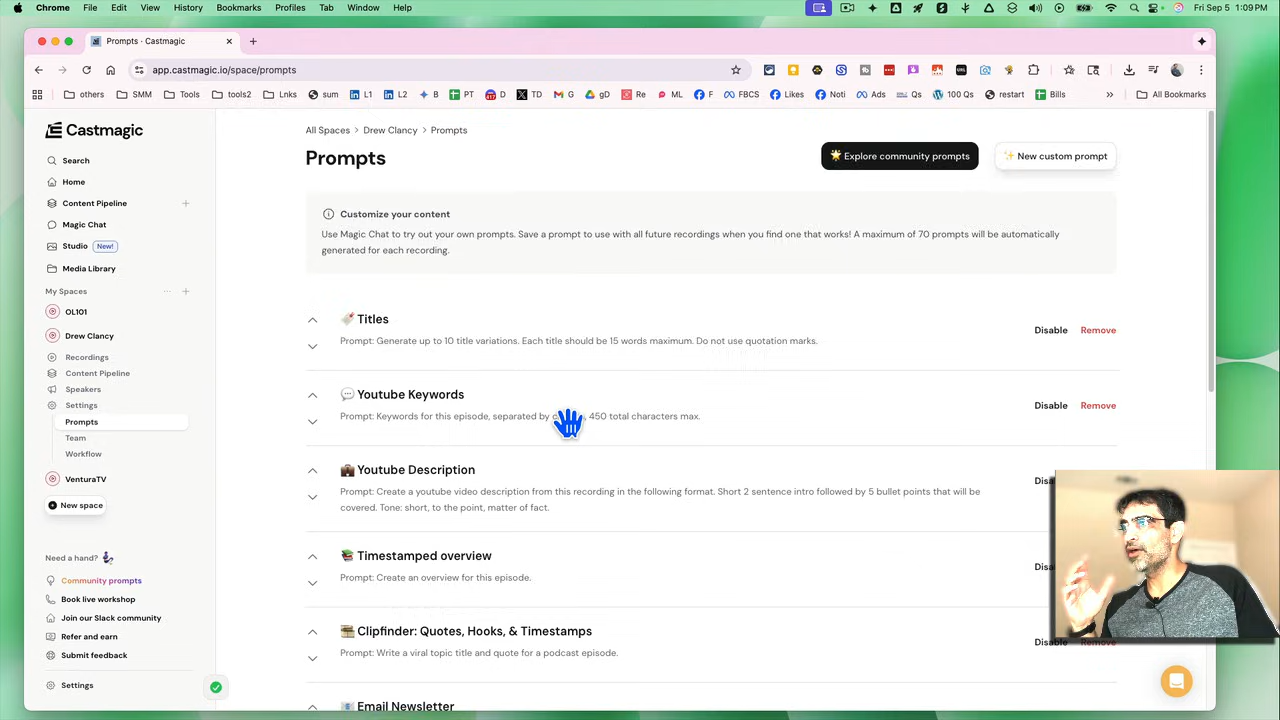 Chrome File Edit View History Bookmarks Profiles Tab Window Help Fri Sep 5 1:09 PM
Prompts · Castmagic
app.castmagic.io/space/prompts
others SMM Tools tools2 Lnks sum L1 L2 B PT D TD G gD Re ML F FBCS Likes Noti Ads Qs 100 Qs restart Bills All Bookmarks
Castmagic
Search
Home
Content Pipeline
Magic Chat
Studio New!
Media Library
My Spaces
OL101
Drew Clancy
Recordings
Content Pipeline
Speakers
Settings
Prompts
Team
Workflow
VenturaTV
New space
Need a hand?
Community prompts
Book live workshop
Join our Slack community
Refer and earn
Submit feedback
Settings
All Spaces > Drew Clancy > Prompts
Prompts
Explore community prompts
New custom prompt
Customize your content
Use Magic Chat to try out your own prompts. Save a prompt to use with all future recordings when you find one that works! A maximum of 70 prompts will be automatically
generated for each recording.
Titles
Prompt: Generate up to 10 title variations. Each title should be 15 words maximum. Do not use quotation marks.
Disable Remove
Youtube Keywords
Prompt: Keywords for this episode, separated by 450 total characters max.
Disable Remove
Youtube Description
Prompt: Create a youtube video description from this recording in the following format. Short 2 sentence intro followed by 5 bullet points that will be
covered. Tone: short, to the point, matter of fact.
Timestamped overview
Prompt: Create an overview for this episode.
Clipfinder: Quotes, Hooks, & Timestamps
Prompt: Write a viral topic title and quote for a podcast episode.
Disable Remove
Email Newsletter